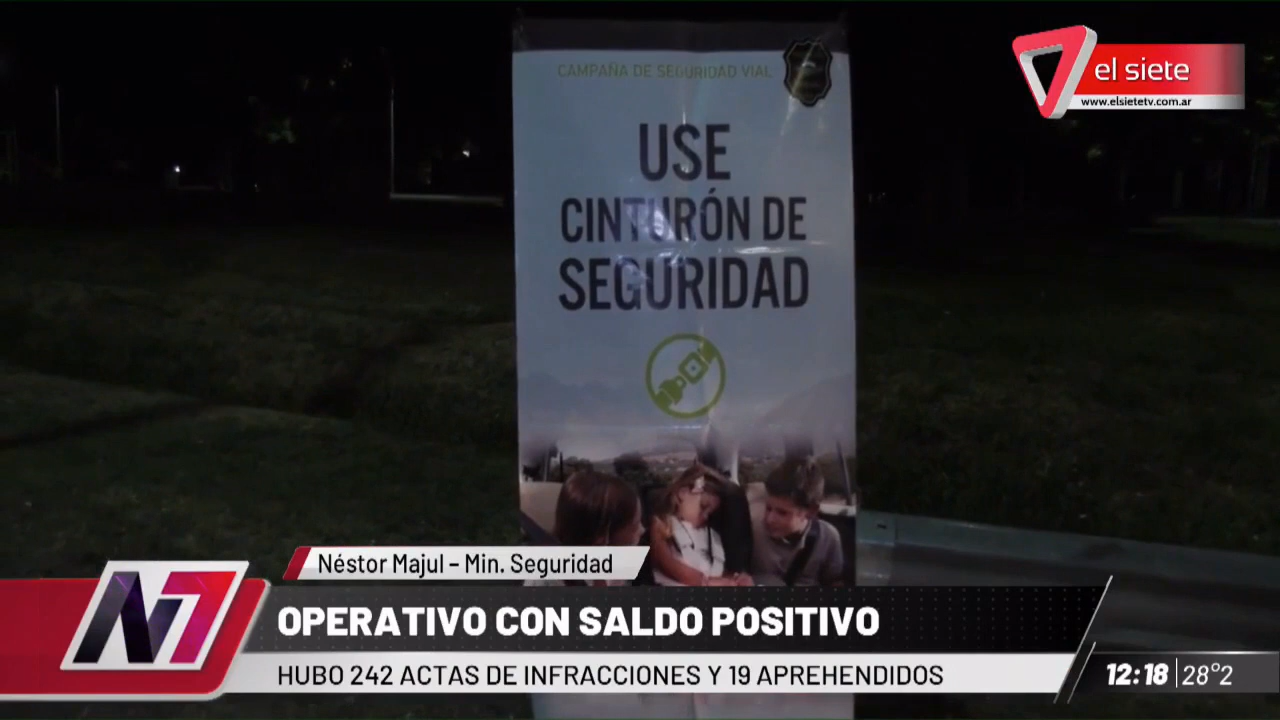 CAMPAÑA DE SEGURIDAD VIAL
USE
CINTURÓN DE
SEGURIDAD
el siete
www.elsietetv.com.ar
Néstor Majul – Min. Seguridad
N7
OPERATIVO CON SALDO POSITIVO
HUBO 242 ACTAS DE INFRACCIONES Y 19 APREHENDIDOS
12:18 28°2